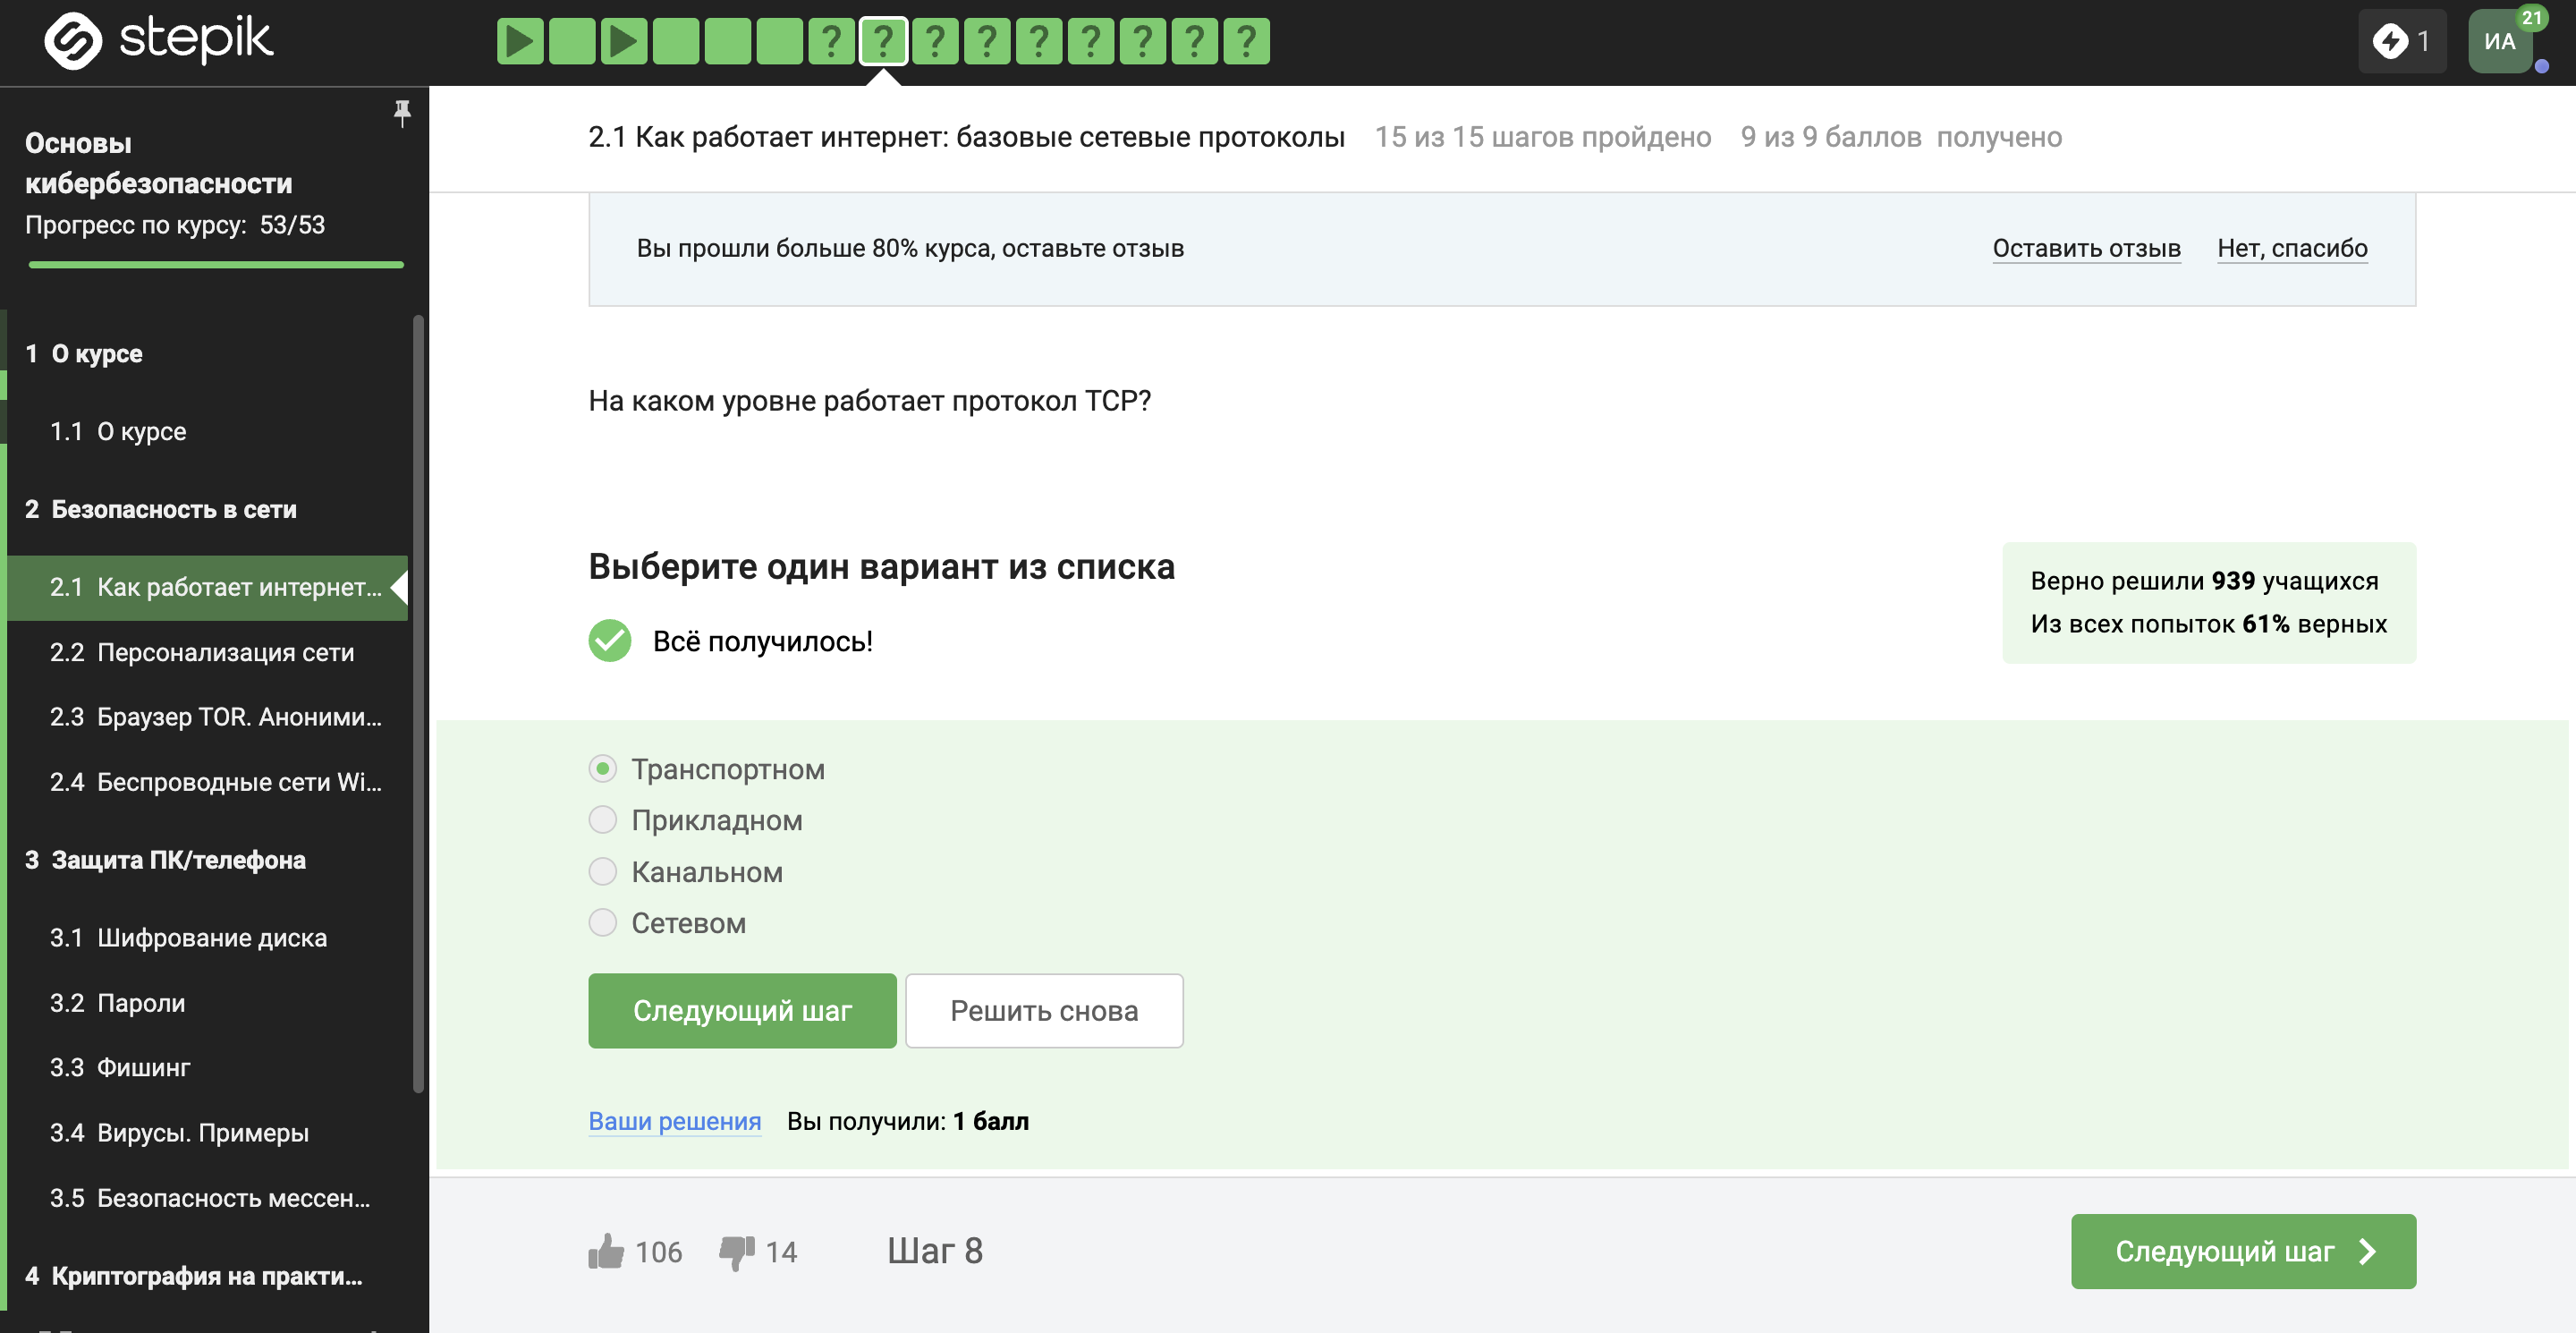 stepik
? ? ? ? ? ? ? ? ?
1
ИА
21
Основы
кибербезопасности
Прогресс по курсу: 53/53
1 О курсе
1.1 О курсе
2 Безопасность в сети
2.1 Как работает интернет...
2.2 Персонализация сети
2.3 Браузер TOR. Аноними...
2.4 Беспроводные сети Wi...
3 Защита ПК/телефона
3.1 Шифрование диска
3.2 Пароли
3.3 Фишинг
3.4 Вирусы. Примеры
3.5 Безопасность мессен...
4 Криптография на практи...
2.1 Как работает интернет: базовые сетевые протоколы 15 из 15 шагов пройдено 9 из 9 баллов получено
Вы прошли больше 80% курса, оставьте отзыв
Оставить отзыв
Нет, спасибо
На каком уровне работает протокол TCP?
Выберите один вариант из списка
Всё получилось!
Верно решили 939 учащихся
Из всех попыток 61% верных
Транспортном
Прикладном
Канальном
Сетевом
Следующий шаг
Решить снова
Ваши решения Вы получили: 1 балл
106
14
Шаг 8
Следующий шаг